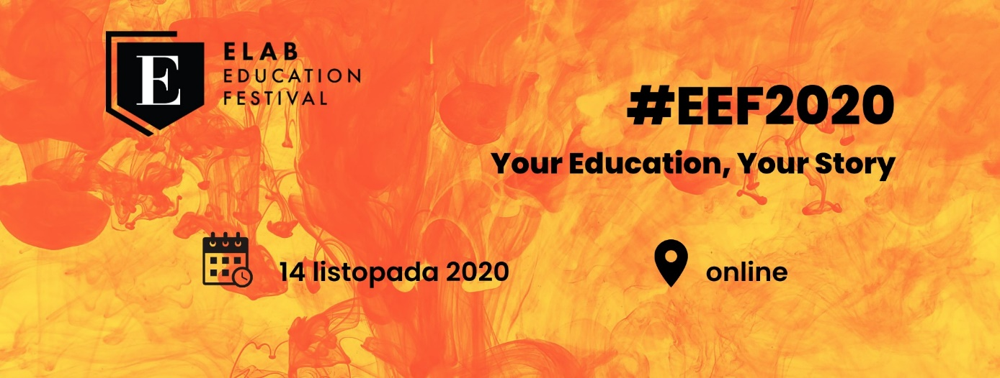 E
ELAB
EDUCATION
FESTIVAL
#EEF2020
Your Education, Your Story
14 listopada 2020
online